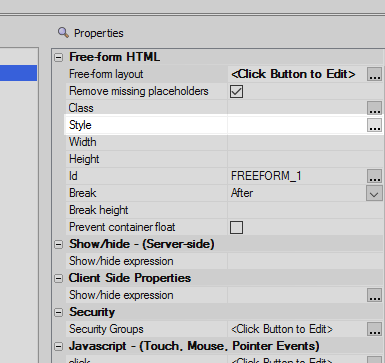 Properties
Free-form HTML
Free-form layout <Click Button to Edit> ...
Remove missing placeholders
Class ...
Style ...
Width
Height
Id FREEFORM_1 ...
Break After
Break height
Prevent container float
Show/hide - (Server-side)
Show/hide expression
Client Side Properties
Show/hide expression ...
Security
Security Groups <Click Button to Edit> ...
Javascript - (Touch, Mouse, Pointer Events)
click <Click Button to Edit> ...